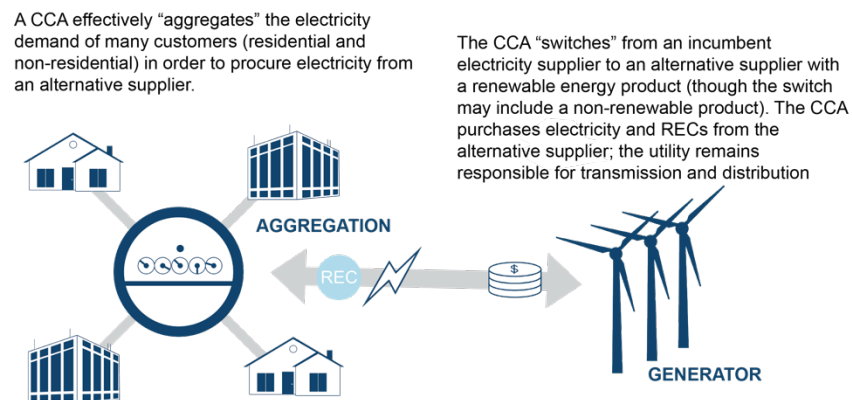 A CCA effectively “aggregates” the electricity
demand of many customers (residential and
non-residential) in order to procure electricity from
an alternative supplier.
The CCA “switches” from an incumbent
electricity supplier to an alternative supplier with
a renewable energy product (though the switch
may include a non-renewable product). The CCA
purchases electricity and RECs from the
alternative supplier; the utility remains
responsible for transmission and distribution
AGGREGATION
REC
$
GENERATOR